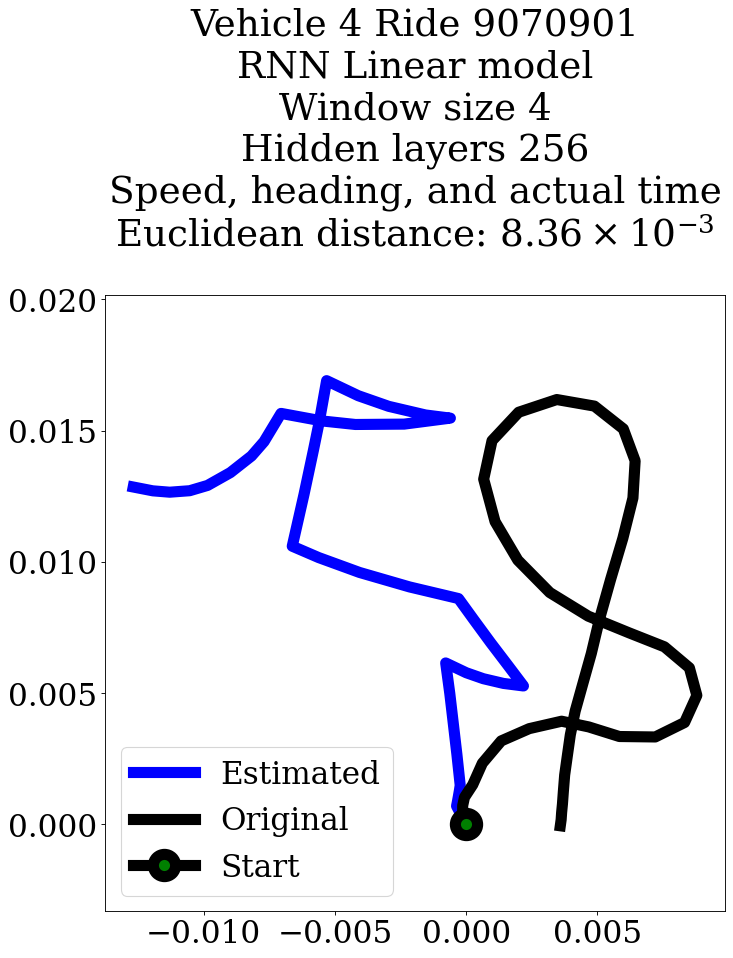 Vehicle 4 Ride 9070901
RNN Linear model
Window size 4
Hidden layers 256
Speed, heading, and actual time
Euclidean distance: 8.36 × 10⁻³
0.020
0.015
0.010
0.005
0.000
Estimated
Original
Start
−0.010 −0.005 0.000 0.005